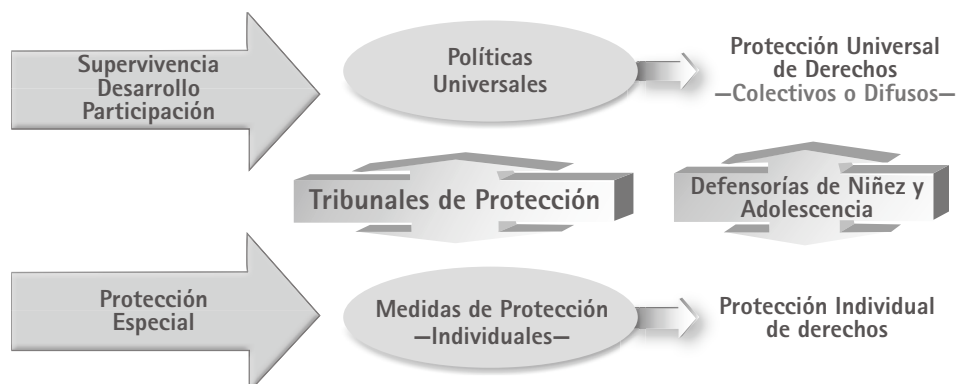 Supervivencia
Desarrollo
Participación
Políticas
Universales
Protección Universal
de Derechos
—Colectivos o Difusos—
Tribunales de Protección
Defensorías de Niñez y
Adolescencia
Protección
Especial
Medidas de Protección
—Individuales—
Protección Individual
de derechos